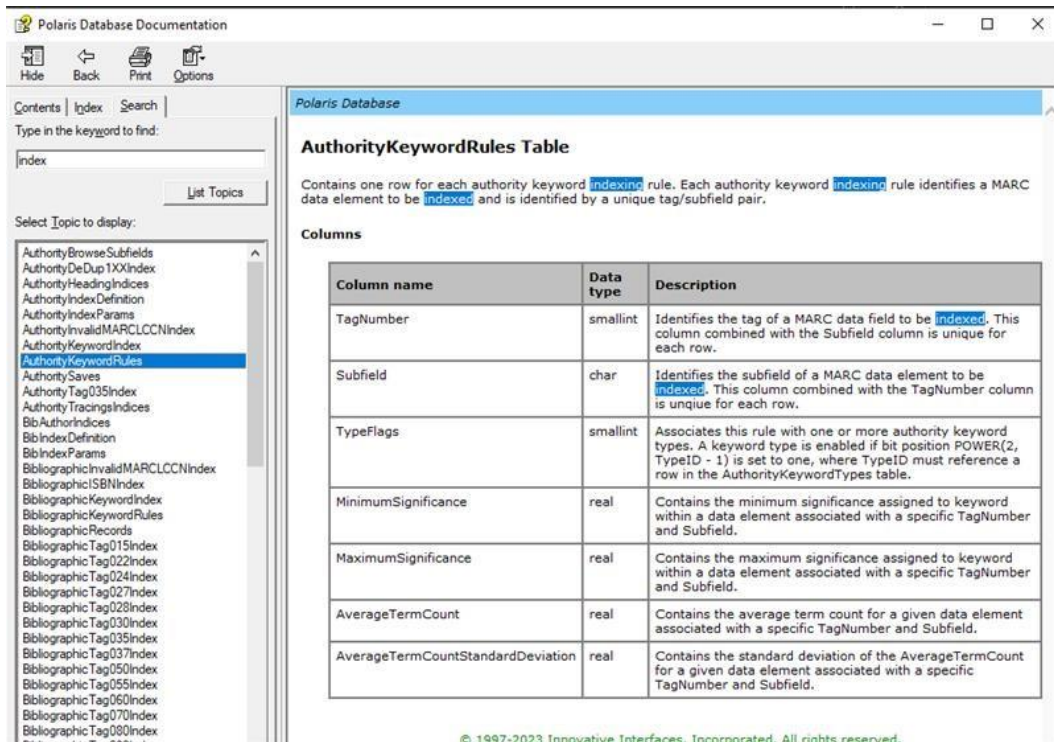 Polaris Database Documentation
Hide Back Print Options
Contents Index Search
Type in the keyword to find:
index
List Topics
Select Topic to display:
AuthorityBrowseSubfields
AuthorityDeDup1XXIndex
AuthorityHeadingIndices
AuthorityIndexDefinition
AuthorityIndexParams
AuthorityInvalidMARCLCCNIndex
AuthorityKeywordIndex
AuthorityKeywordRules
AuthoritySaves
AuthorityTag035Index
AuthorityTracingsIndices
BibAuthorIndices
BibIndexDefinition
BibIndexParams
BibliographicInvalidMARCLCCNIndex
BibliographicISBNIndex
BibliographicKeywordIndex
BibliographicKeywordRules
BibliographicRecords
BibliographicTag015Index
BibliographicTag022Index
BibliographicTag024Index
BibliographicTag027Index
BibliographicTag028Index
BibliographicTag030Index
BibliographicTag035Index
BibliographicTag037Index
BibliographicTag050Index
BibliographicTag055Index
BibliographicTag060Index
BibliographicTag070Index
BibliographicTag080Index
Polaris Database
AuthorityKeywordRules Table
Contains one row for each authority keyword indexing rule. Each authority keyword indexing rule identifies a MARC
data element to be indexed and is identified by a unique tag/subfield pair.
Columns
Column name Data type Description
TagNumber smallint Identifies the tag of a MARC data field to be indexed. This
column combined with the Subfield column is unique for
each row.
Subfield char Identifies the subfield of a MARC data element to be
indexed. This column combined with the TagNumber column
is unqiue for each row.
TypeFlags smallint Associates this rule with one or more authority keyword
types. A keyword type is enabled if bit position POWER(2,
TypeID - 1) is set to one, where TypeID must reference a
row in the AuthorityKeywordTypes table.
MinimumSignificance real Contains the minimum significance assigned to keyword
within a data element associated with a specific TagNumber
and Subfield.
MaximumSignificance real Contains the maximum significance assigned to keyword
within a data element associated with a specific TagNumber
and Subfield.
AverageTermCount real Contains the average term count for a given data element
associated with a specific TagNumber and Subfield.
AverageTermCountStandardDeviation real Contains the standard deviation of the AverageTermCount
for a given data element associated with a specific
TagNumber and Subfield.
© 1997-2023 Innovative Interfaces, Incorporated. All rights reserved.